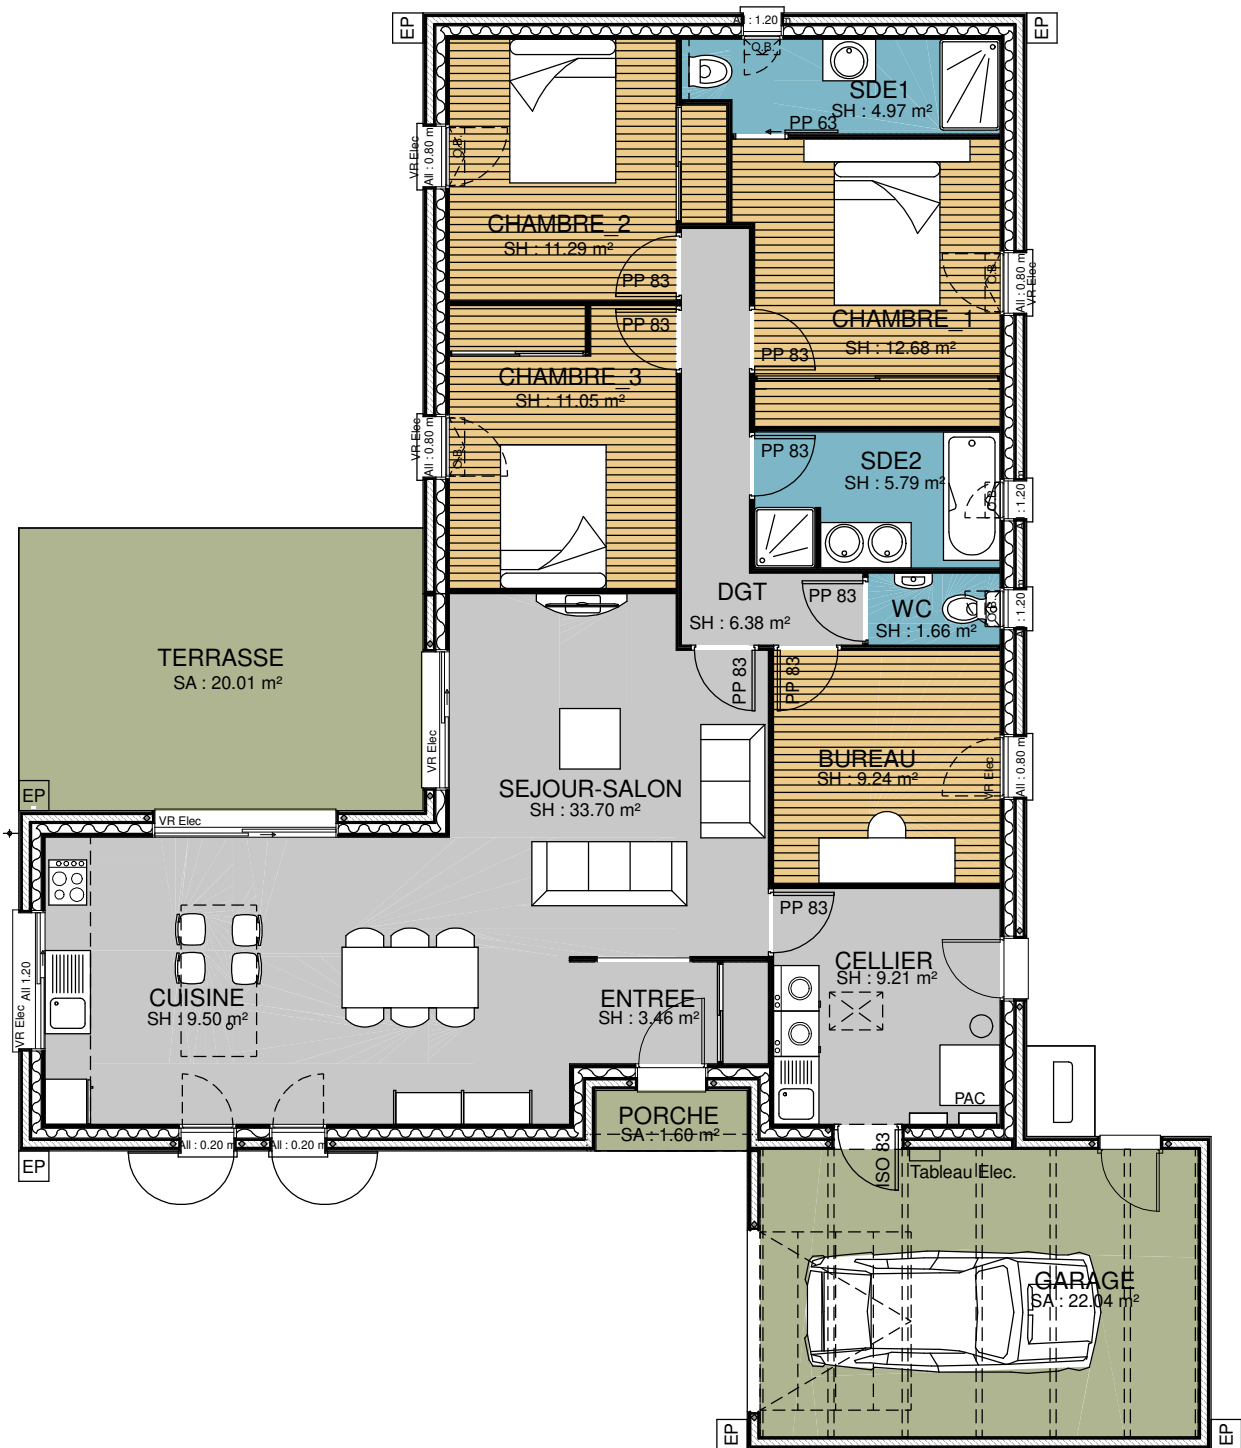 EP
All : 1.20 m
EP
O.B.
SDE1
SH : 4.97 m²
PP 63
VR Elec
All : 0.80 m
O.B.
CHAMBRE_2
SH : 11.29 m²
PP 83
O.B.
All : 0.80 m
VR Elec
CHAMBRE_1
SH : 12.68 m²
PP 83
PP 83
CHAMBRE_3
SH : 11.05 m²
VR Elec
All : 0.80 m
O.B.
PP 83
SDE2
SH : 5.79 m²
O.B.
All : 1.20 m
DGT
SH : 6.38 m²
PP 83
WC
SH : 1.66 m²
O.B.
All : 1.20 m
TERRASSE
SA : 20.01 m²
PP 83
PP 83
VR Elec
SEJOUR-SALON
SH : 33.70 m²
BUREAU
SH : 9.24 m²
VR Elec
All : 0.80 m
EP
VR Elec
PP 83
VR Elec
All 1.20
CUISINE
SH : 9.50 m²
ENTREE
SH : 3.46 m²
CELLIER
SH : 9.21 m²
PAC
PORCHE
SA : 1.60 m²
All : 0.20 m
All : 0.20 m
EP
ISO 83
Tableau Elec.
GARAGE
SA : 22.04 m²
EP
EP